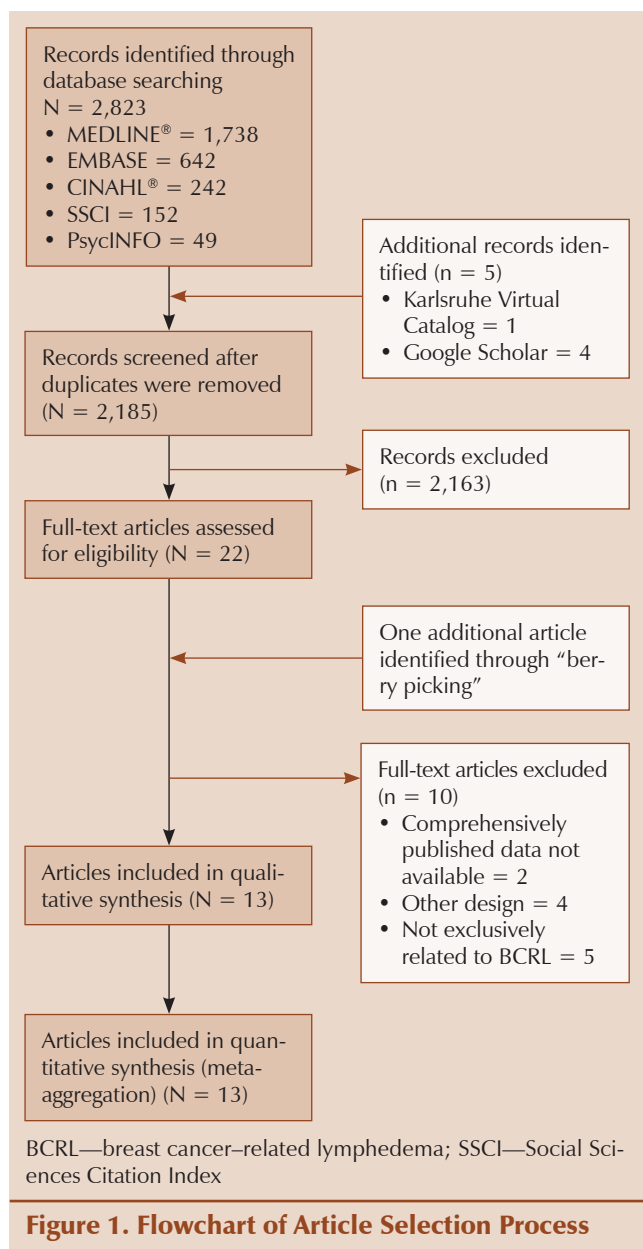 Records identified through
database searching
N = 2,823
• MEDLINE® = 1,738
• EMBASE = 642
• CINAHL® = 242
• SSCI = 152
• PsycINFO = 49
Additional records iden-
tified (n = 5)
• Karlsruhe Virtual
Catalog = 1
• Google Scholar = 4
Records screened after
duplicates were removed
(N = 2,185)
Records excluded
(n = 2,163)
Full-text articles assessed
for eligibility (N = 22)
One additional article
identified through “ber-
ry picking”
Full-text articles excluded
(n = 10)
• Comprehensively
published data not
available = 2
• Other design = 4
• Not exclusively
related to BCRL = 5
Articles included in quali-
tative synthesis (N = 13)
Articles included in quan-
titative synthesis (meta-
aggregation) (N = 13)
BCRL—breast cancer–related lymphedema; SSCI—Social Sci-
ences Citation Index
Figure 1. Flowchart of Article Selection Process